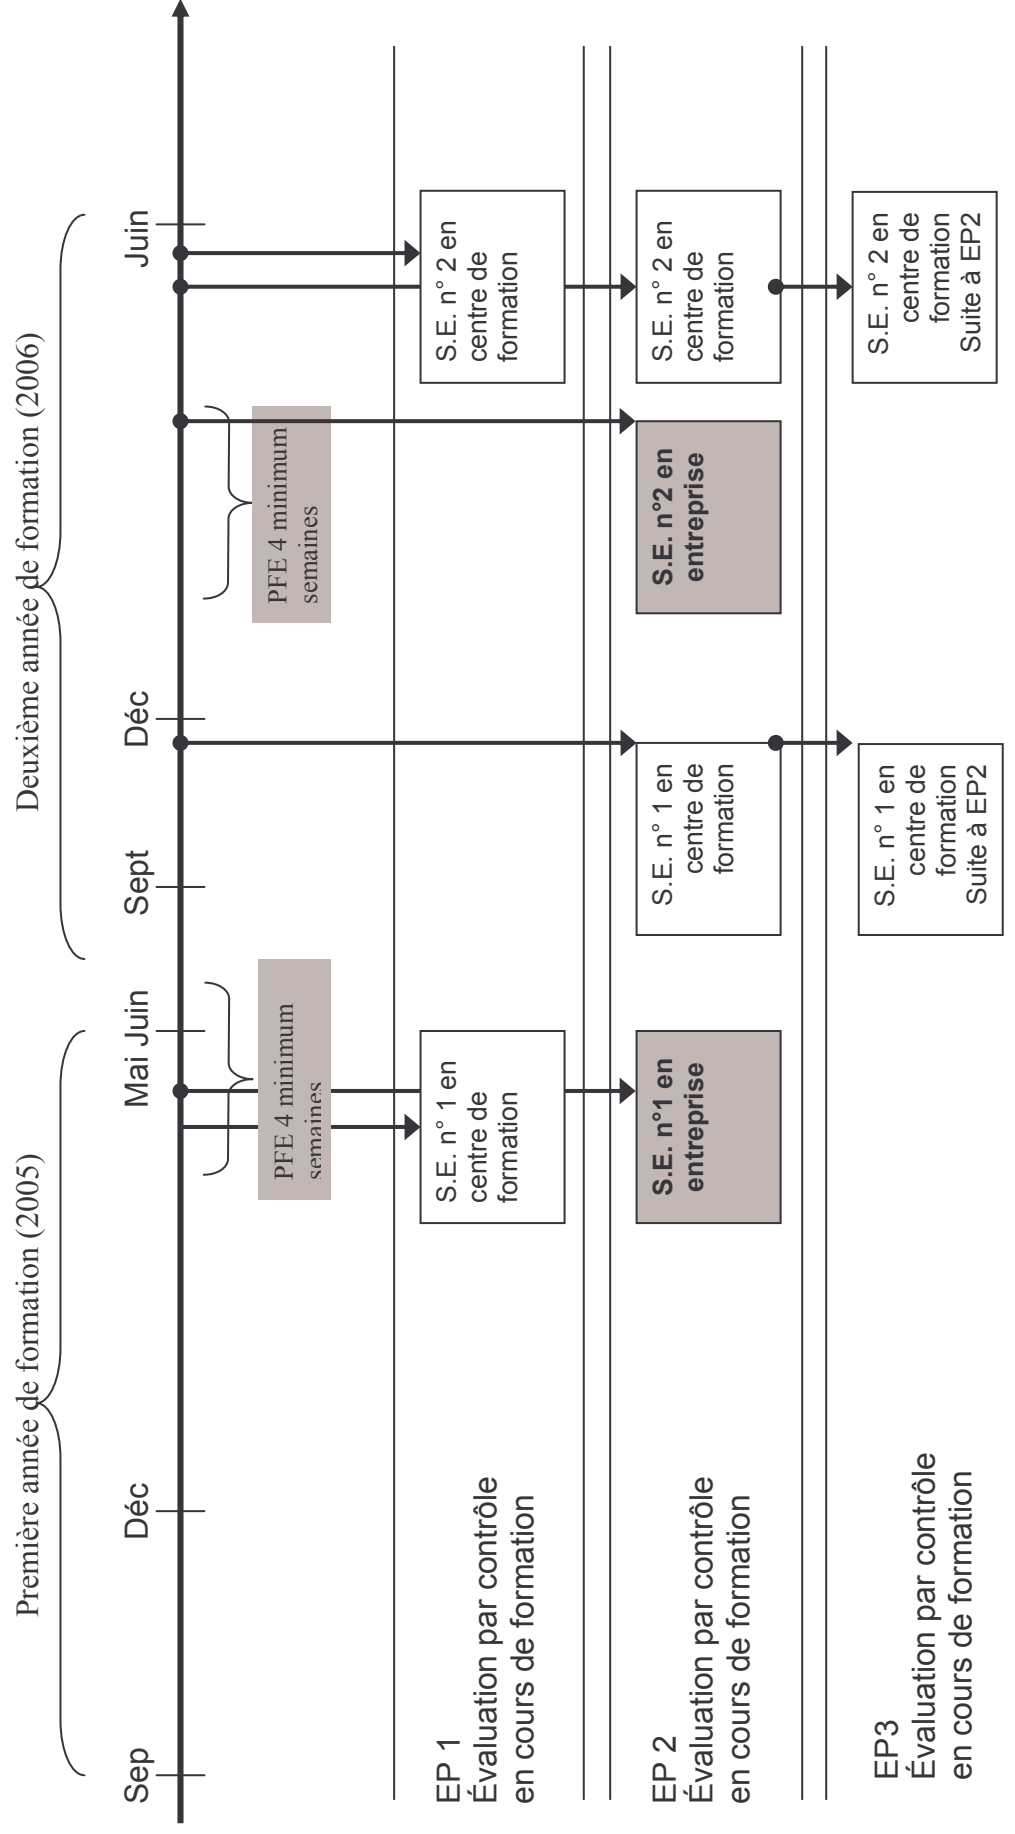 Première année de formation (2005)
Deuxième année de formation (2006)
Sep
Déc
Mai Juin
Sept
Déc
Juin
PFE 4 minimum
semaines
PFE 4 minimum
semaines
EP 1
Évaluation par contrôle
en cours de formation
S.E. n° 1 en
centre de
formation
S.E. n° 2 en
centre de
formation
EP 2
Évaluation par contrôle
en cours de formation
S.E. n°1 en
entreprise
S.E. n° 1 en
centre de
formation
S.E. n°2 en
entreprise
S.E. n° 2 en
centre de
formation
EP3
Évaluation par contrôle
en cours de formation
S.E. n° 1 en
centre de
formation
Suite à EP2
S.E. n° 2 en
centre de
formation
Suite à EP2